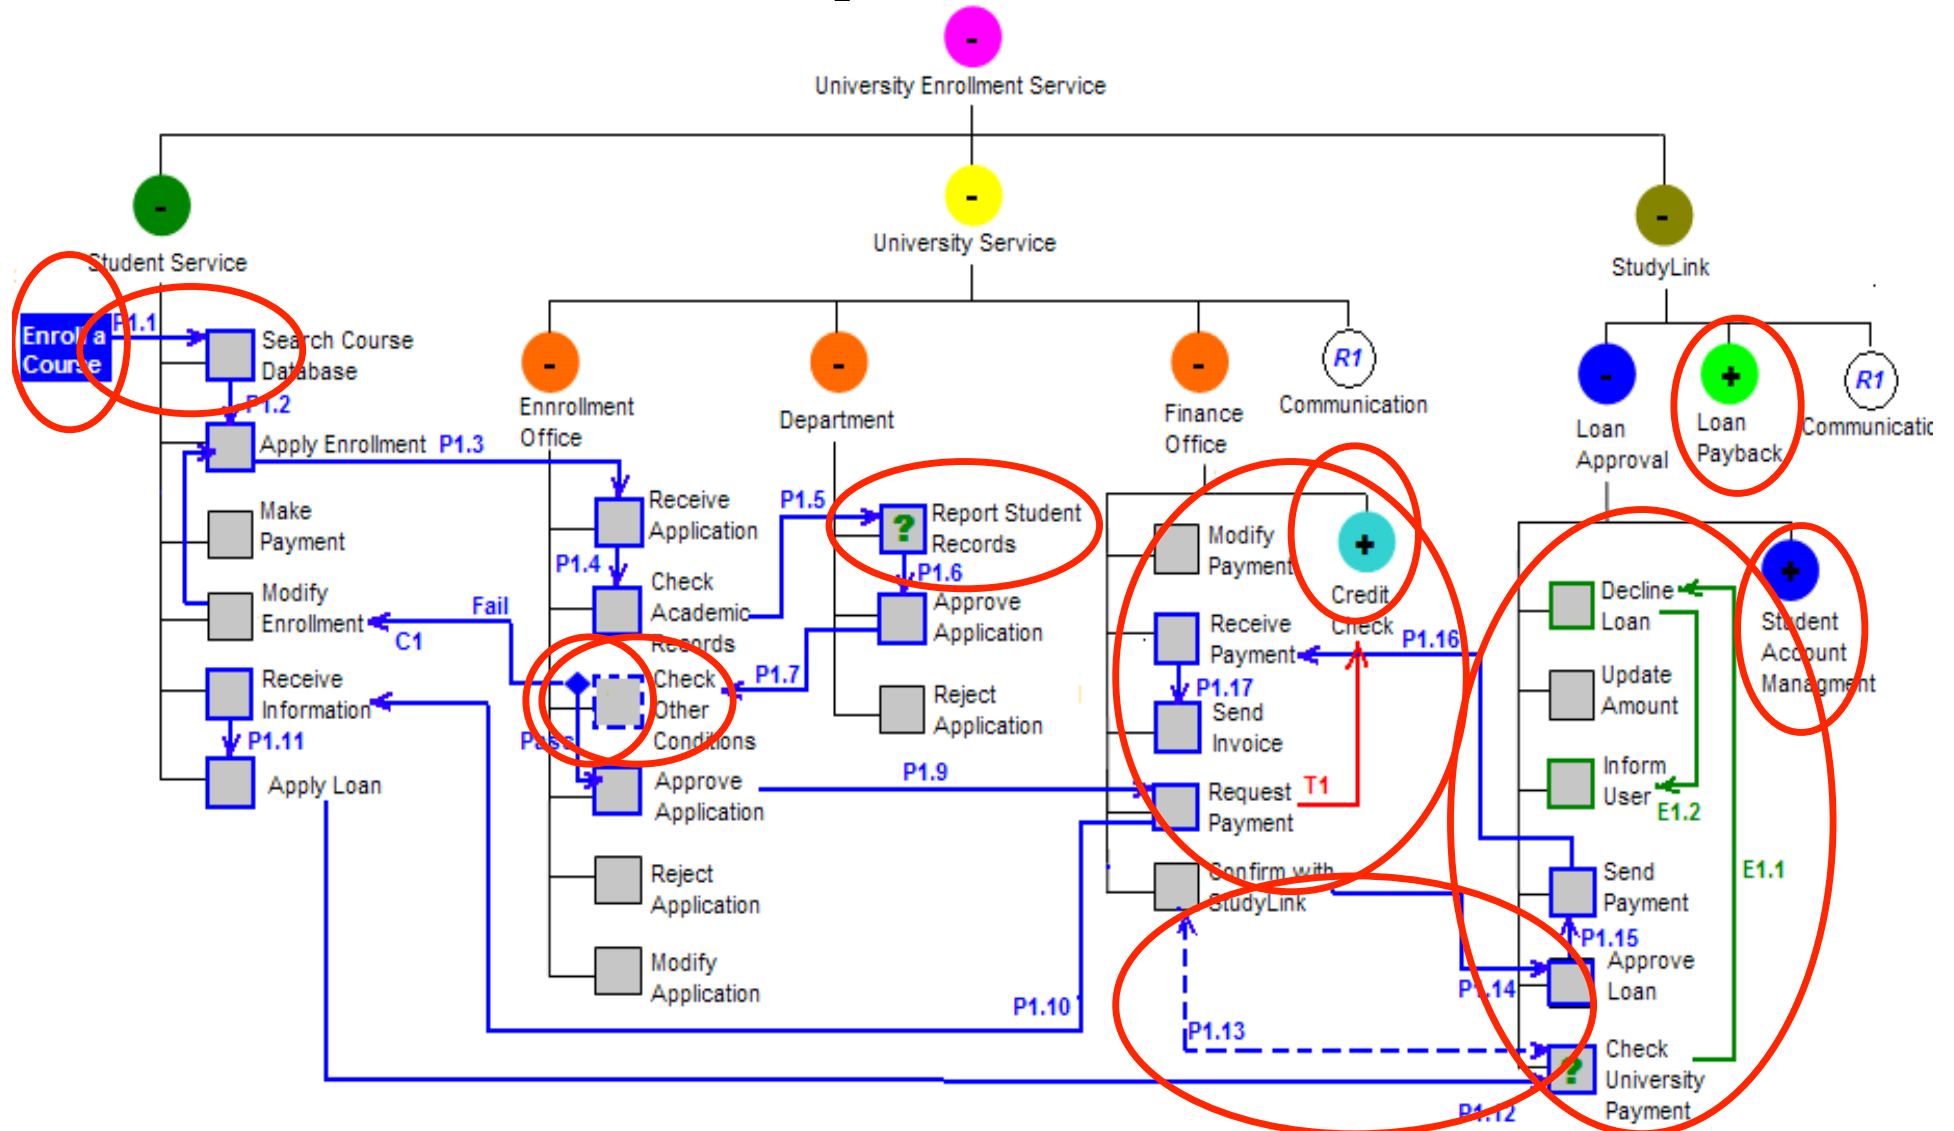 -
University Enrollment Service
-
-
-
Student Service
University Service
StudyLink
Enroll a
Course
P1.1
Search Course
Database
P1.2
Apply Enrollment
P1.3
Make
Payment
Modify
Enrollment
Fail
C1
Receive
Information
P1.11
Apply Loan
-
Ennrollment
Office
Receive
Application
P1.4
Check
Academic
Records
Check
Other
Conditions
Pass
Approve
Application
Reject
Application
Modify
Application
-
Department
P1.5
?
Report Student
Records
P1.6
Approve
Application
P1.7
Reject
Application
P1.9
P1.10
-
Finance
Office
R1
Communication
Modify
Payment
+
Credit
Check
Receive
Payment
P1.16
P1.17
Send
Invoice
Request
Payment
T1
Confirm with
StudyLink
P1.13
P1.14
P1.12
-
Loan
Approval
+
Loan
Payback
R1
Communicatio
Decline
Loan
+
Student
Account
Managment
Update
Amount
Inform
User
E1.2
E1.1
Send
Payment
P1.15
Approve
Loan
?
Check
University
Payment